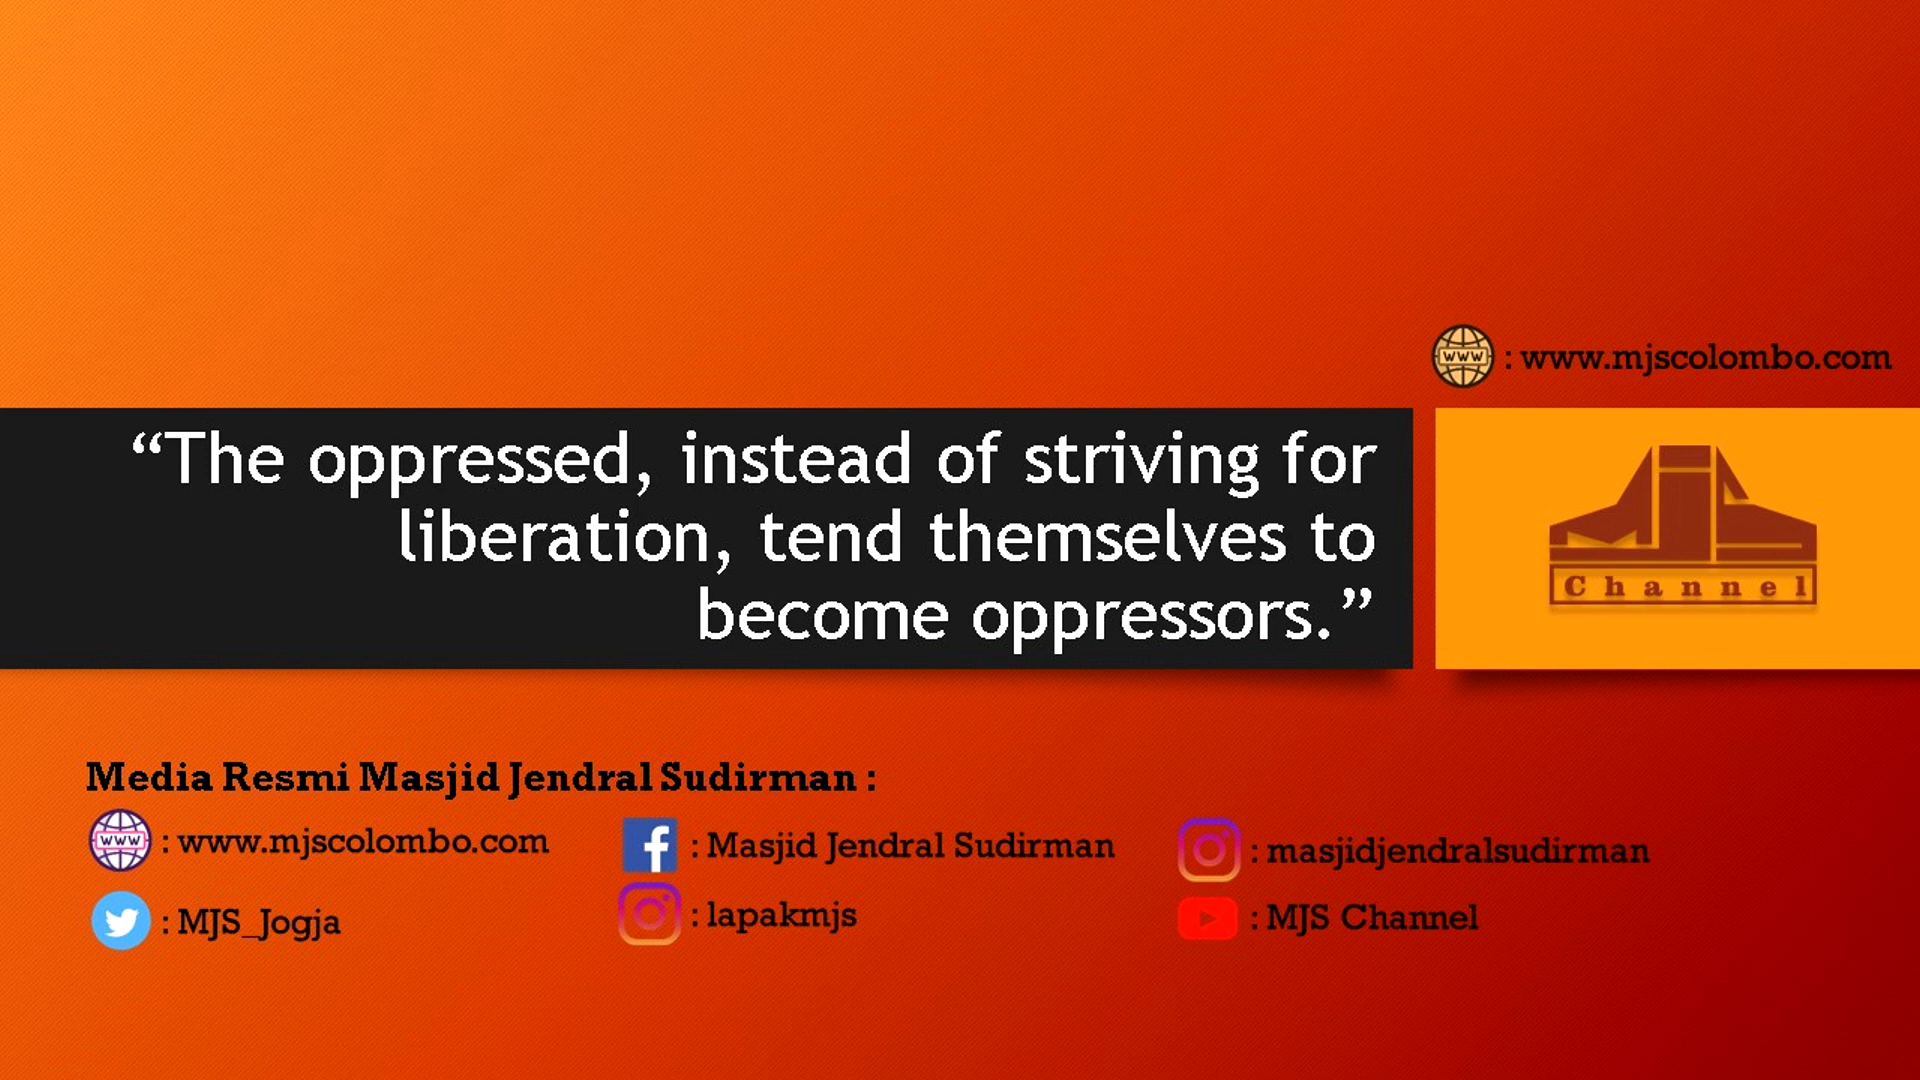 : www.mjscolombo.com
“The oppressed, instead of striving for
liberation, tend themselves to
become oppressors.”
Channel
Media Resmi Masjid Jendral Sudirman :
www : www.mjscolombo.com
: Masjid Jendral Sudirman
: masjidjendralsudirman
: MJS_Jogja
: lapakmjs
: MJS Channel